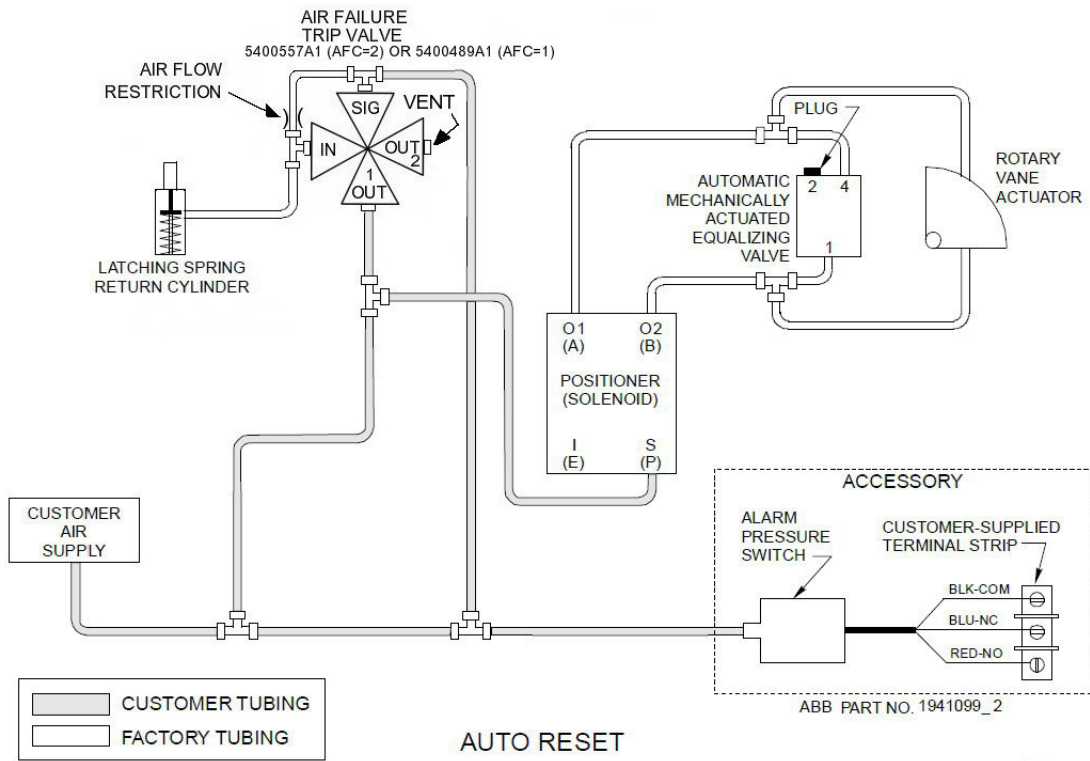 AIR FAILURE
TRIP VALVE
5400557A1 (AFC=2) OR 5400489A1 (AFC=1)
AIR FLOW
RESTRICTION
SIG
VENT
IN
OUT
2
1
OUT
LATCHING SPRING
RETURN CYLINDER
PLUG
2 4
1
AUTOMATIC
MECHANICALLY
ACTUATED
EQUALIZING
VALVE
ROTARY
VANE
ACTUATOR
O1 O2
(A) (B)
POSITIONER
(SOLENOID)
I S
(E) (P)
CUSTOMER
AIR
SUPPLY
ACCESSORY
ALARM
PRESSURE
SWITCH
CUSTOMER-SUPPLIED
TERMINAL STRIP
BLK-COM
BLU-NC
RED-NO
ABB PART NO. 1941099_2
CUSTOMER TUBING
FACTORY TUBING
AUTO RESET